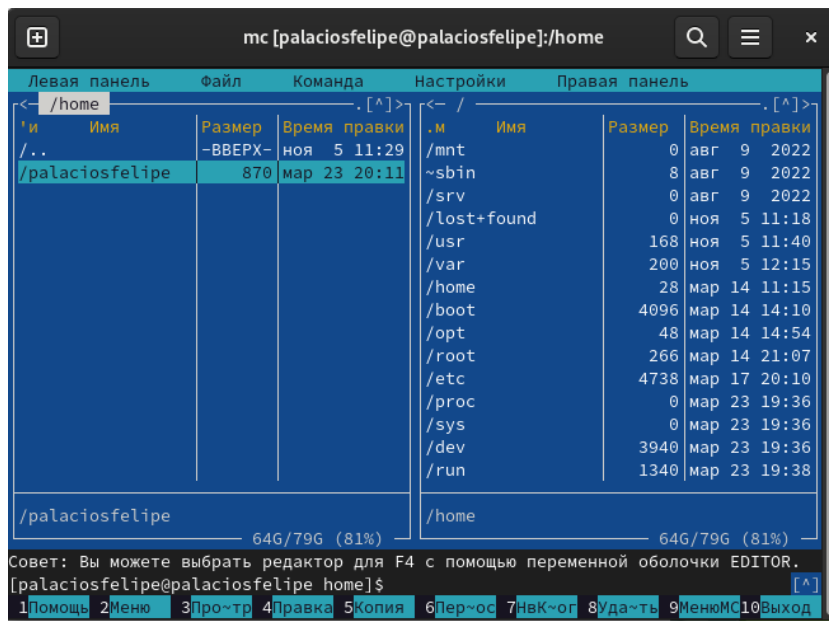 mc [palaciosfelipe@palaciosfelipe]:/home
Левая панель Файл Команда Настройки Правая панель
<— /home .[^]>
'и Имя Размер Время правки
/.. -ВВЕРХ- ноя 5 11:29
/palaciosfelipe 870 мар 23 20:11
/palaciosfelipe
64G/79G (81%)
<— / .[^]>
.м Имя Размер Время правки
/mnt 0 авг 9 2022
~sbin 8 авг 9 2022
/srv 0 авг 9 2022
/lost+found 0 ноя 5 11:18
/usr 168 ноя 5 11:40
/var 200 ноя 5 12:15
/home 28 мар 14 11:15
/boot 4096 мар 14 14:10
/opt 48 мар 14 14:54
/root 266 мар 14 21:07
/etc 4738 мар 17 20:10
/proc 0 мар 23 19:36
/sys 0 мар 23 19:36
/dev 3940 мар 23 19:36
/run 1340 мар 23 19:38
/home
64G/79G (81%)
Совет: Вы можете выбрать редактор для F4 с помощью переменной оболочки EDITOR.
[palaciosfelipe@palaciosfelipe home]$ [^]
1Помощь 2Меню 3Про~тр 4Правка 5Копия 6Пер~ос 7НвК~ог 8Уда~ть 9МенюMC 10Выход